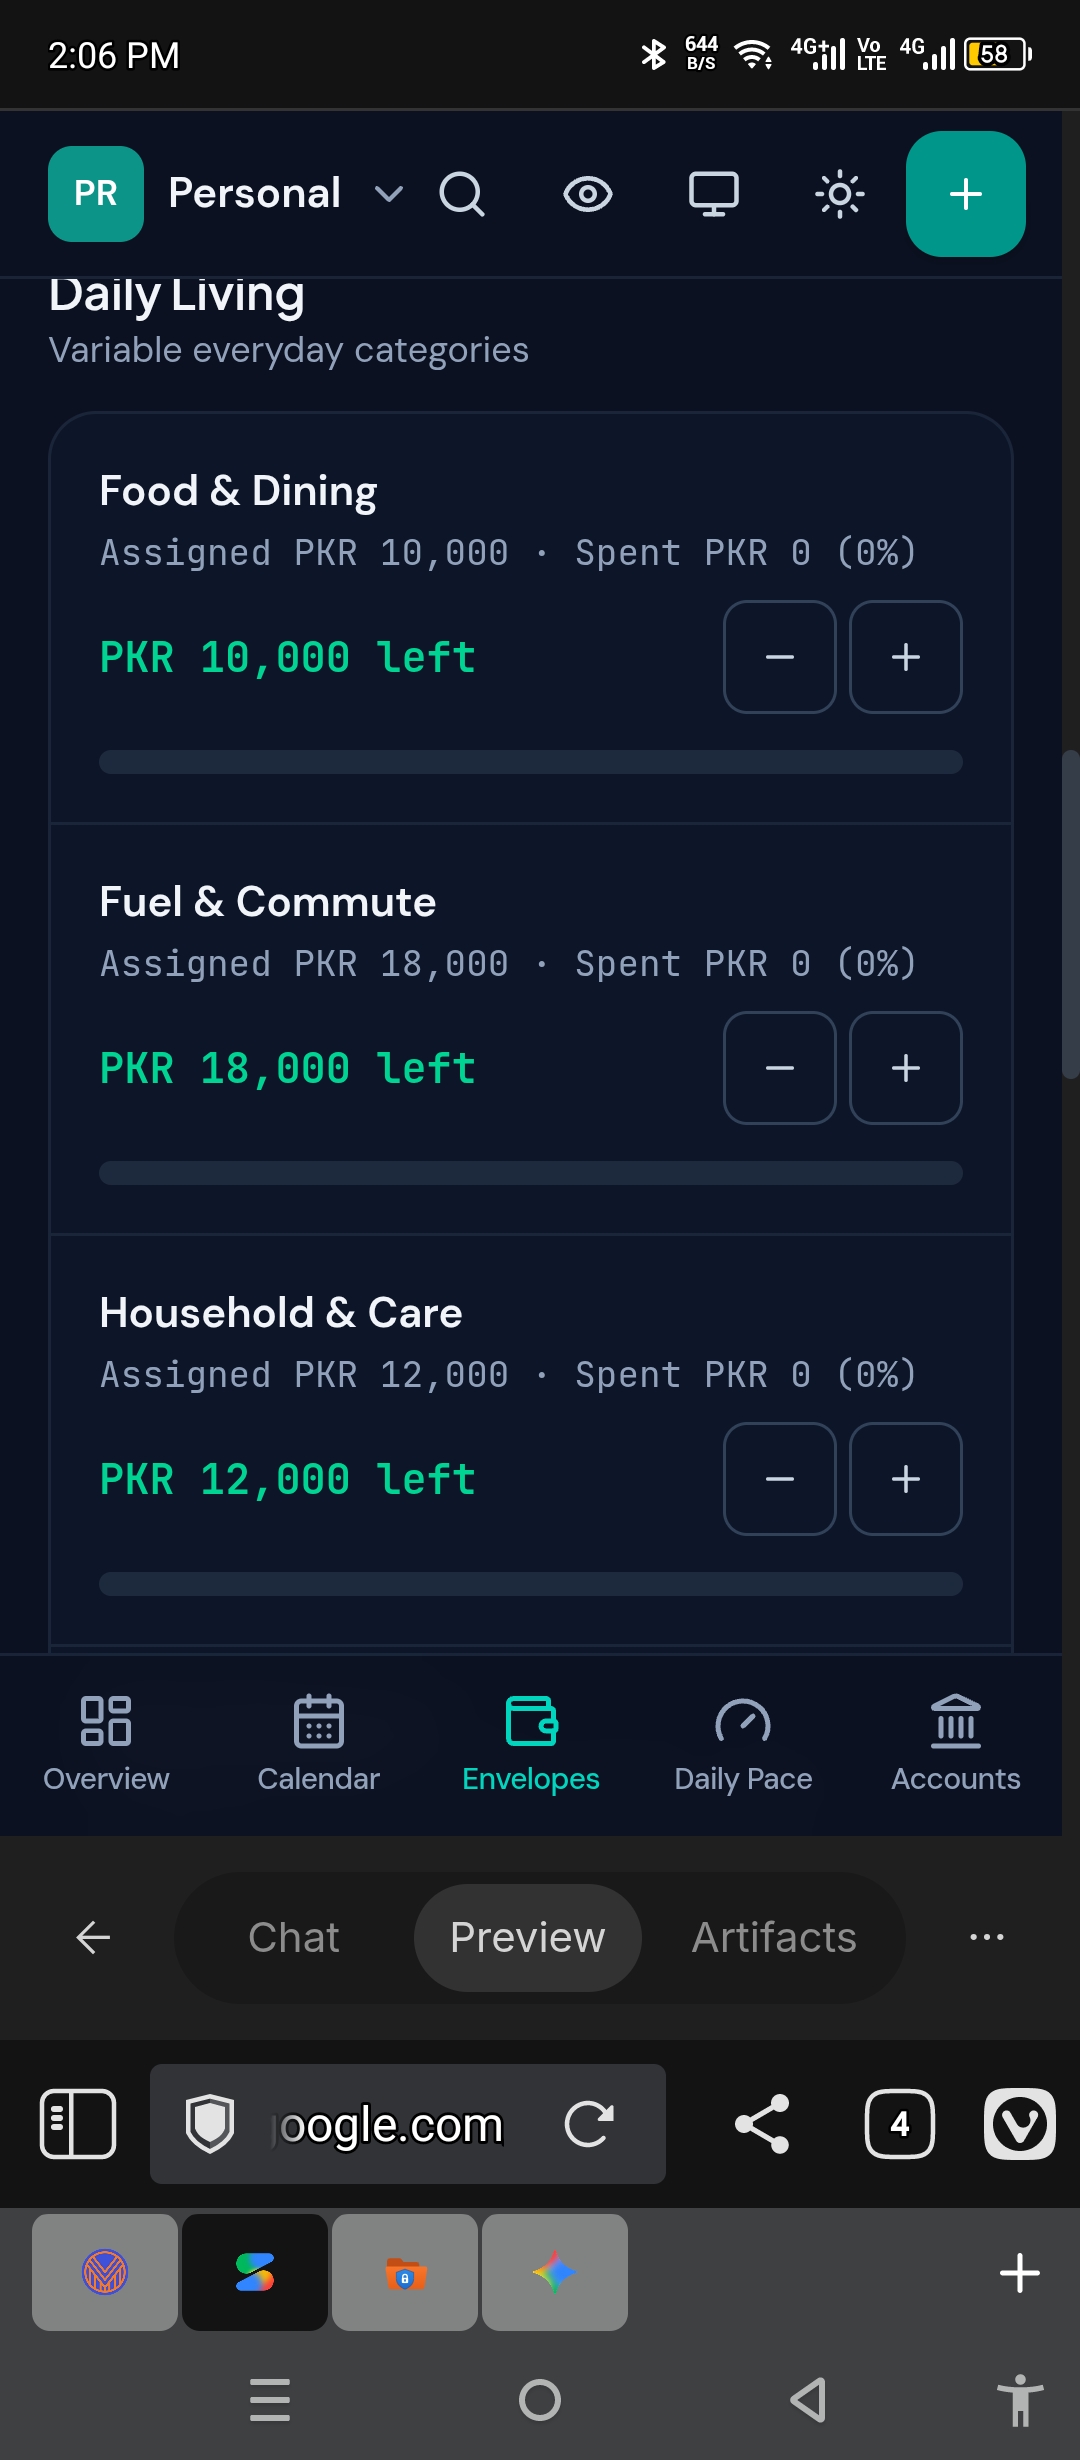 2:06 PM
644 B/S
4G+
Vo LTE
4G
58
PR
Personal
Daily Living
Variable everyday categories
Food & Dining
Assigned PKR 10,000 · Spent PKR 0 (0%)
PKR 10,000 left
Fuel & Commute
Assigned PKR 18,000 · Spent PKR 0 (0%)
PKR 18,000 left
Household & Care
Assigned PKR 12,000 · Spent PKR 0 (0%)
PKR 12,000 left
Overview
Calendar
Envelopes
Daily Pace
Accounts
Chat
Preview
Artifacts
oogle.com
4